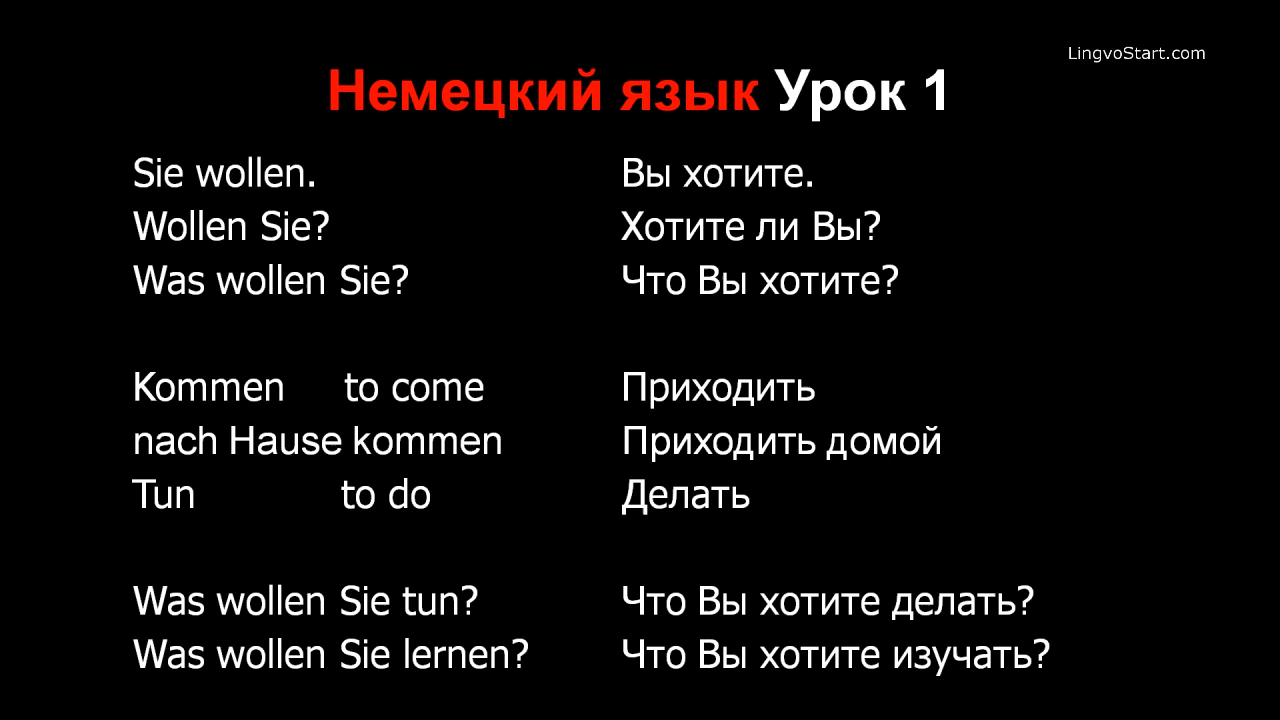 LingvoStart.com
Немецкий язык Урок 1
Sie wollen. Вы хотите.
Wollen Sie? Хотите ли Вы?
Was wollen Sie? Что Вы хотите?
Kommen to come Приходить
nach Hause kommen Приходить домой
Tun to do Делать
Was wollen Sie tun? Что Вы хотите делать?
Was wollen Sie lernen? Что Вы хотите изучать?